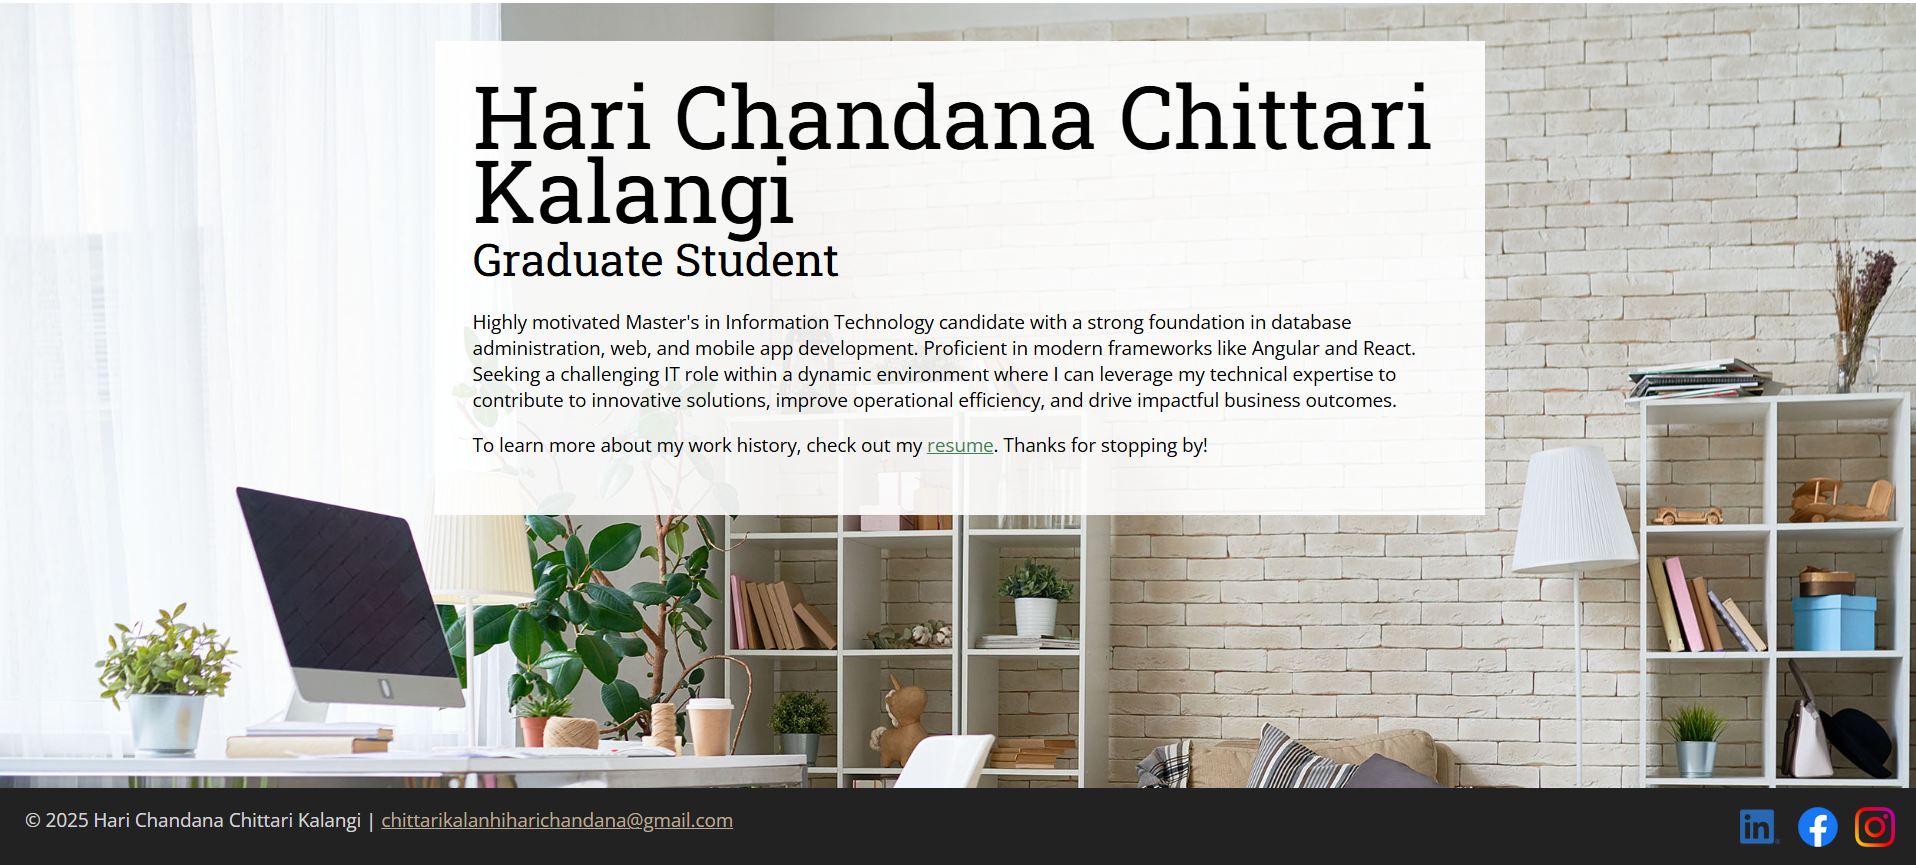 Hari Chandana Chittari
Kalangi
Graduate Student
Highly motivated Master's in Information Technology candidate with a strong foundation in database
administration, web, and mobile app development. Proficient in modern frameworks like Angular and React.
Seeking a challenging IT role within a dynamic environment where I can leverage my technical expertise to
contribute to innovative solutions, improve operational efficiency, and drive impactful business outcomes.
To learn more about my work history, check out my resume. Thanks for stopping by!
© 2025 Hari Chandana Chittari Kalangi | chittarikalanhiharichandana@gmail.com
in